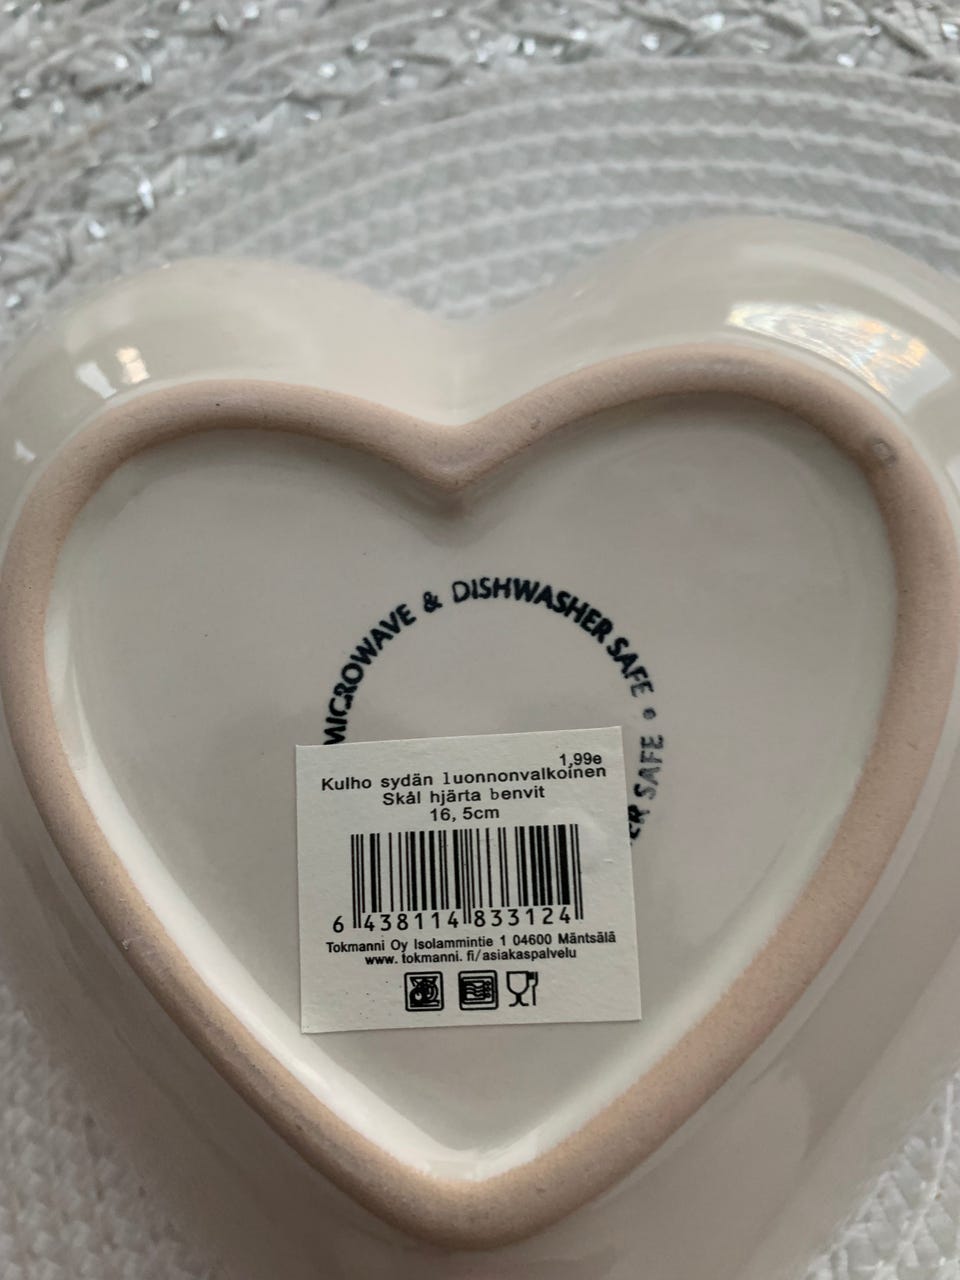 MICROWAVE & DISHWASHER SAFE •
ER SAFE
1,99e
Kulho sydän luonnonvalkoinen
Skål hjärta benvit
16, 5cm
6 438114 833124
Tokmanni Oy Isolammintie 1 04600 Mäntsälä
www. tokmanni. fi/asiakaspalvelu